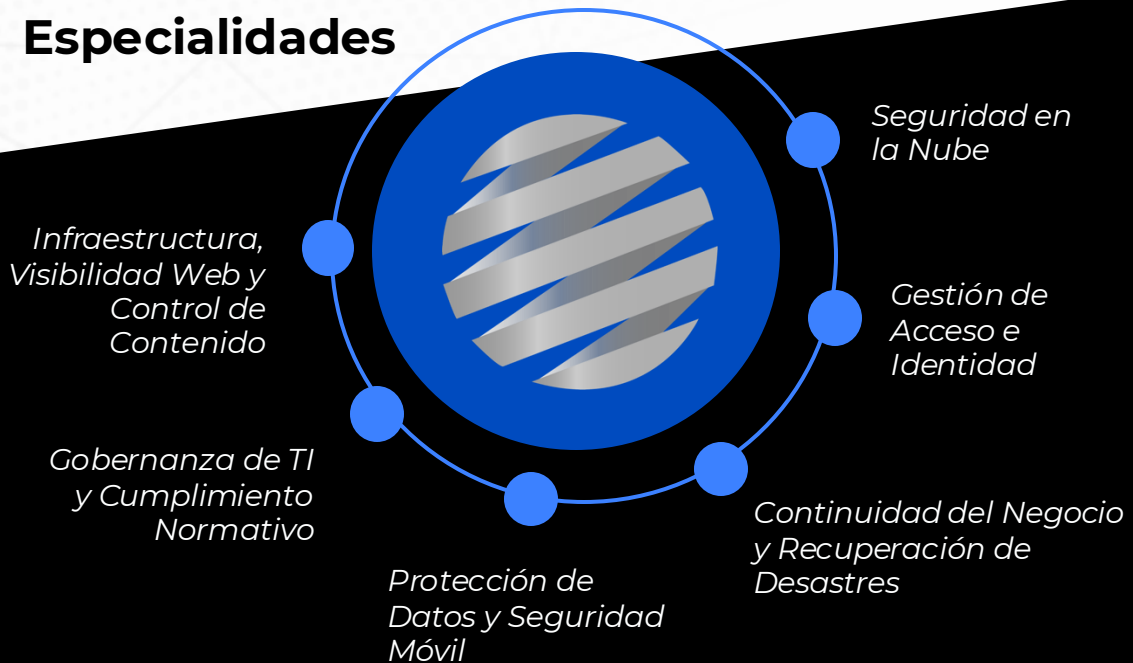 Especialidades
Seguridad en
la Nube
Gestión de
Acceso e
Identidad
Continuidad del Negocio
y Recuperación de
Desastres
Protección de
Datos y Seguridad
Móvil
Gobernanza de TI
y Cumplimiento
Normativo
Infraestructura,
Visibilidad Web y
Control de
Contenido